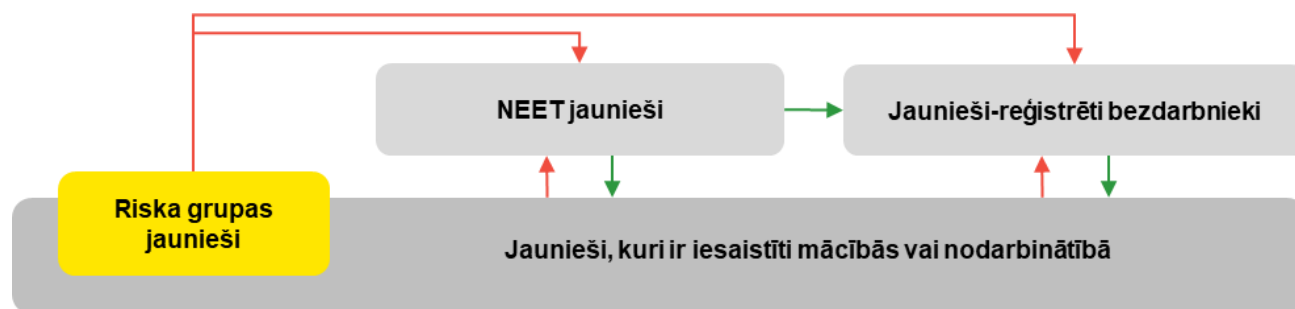 NEET jaunieši
Jaunieši-reģistrēti bezdarbnieki
Riska grupas
jaunieši
Jaunieši, kuri ir iesaistīti mācībās vai nodarbinātībā